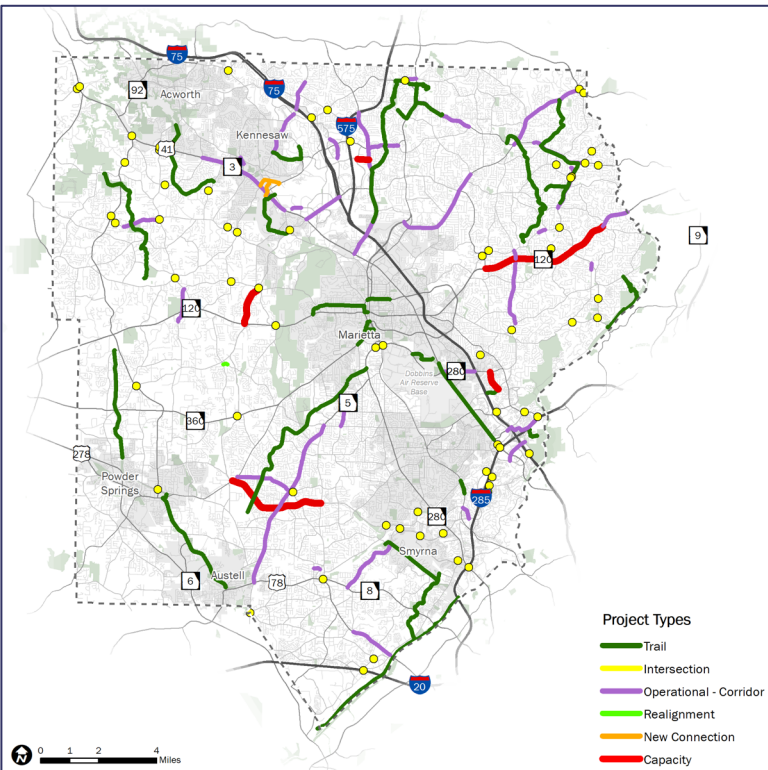 75
92
Acworth
75
575
41
Kennesaw
3
9
120
120
Marietta
Dobbins
Air Reserve
Base
280
5
360
278
Powder
Springs
285
280
Smyrna
6
Austell
78
8
20
Project Types
Trail
Intersection
Operational - Corridor
Realignment
New Connection
Capacity
N
0 1 2 4
Miles